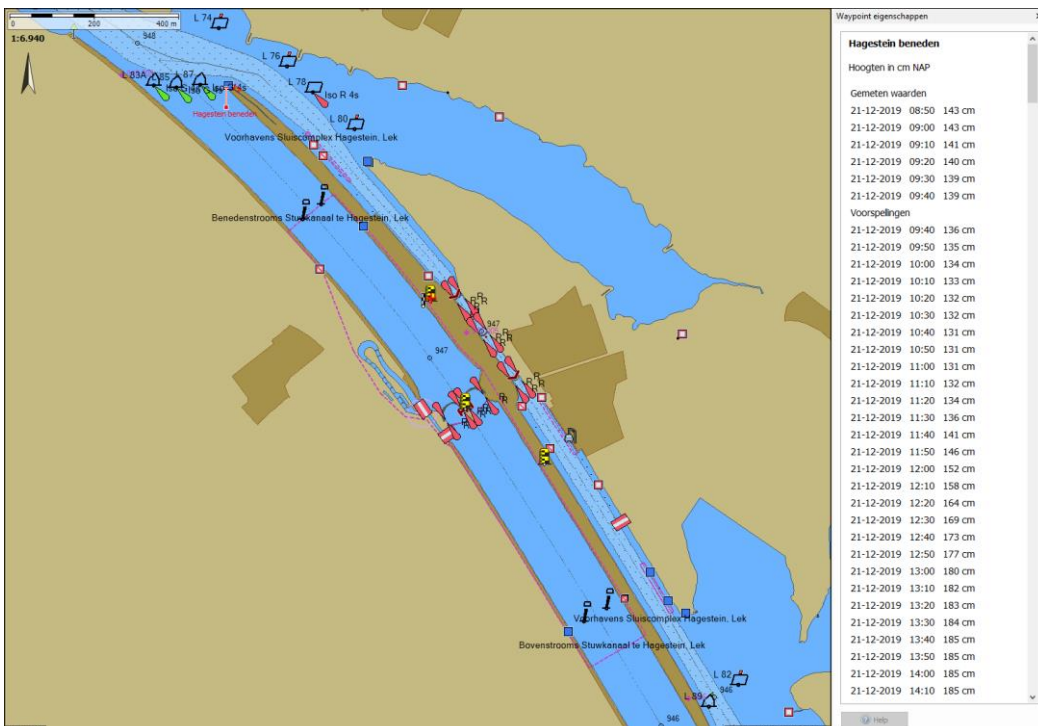 0 200 400 m
1:6.940
948
L 74
L 76
L 78
Iso R 4s
L 80
L 83A
L 87
Hagestein beneden
Voorhavens Sluiscomplex Hagestein, Lek
Benedenstrooms Stuwkanaal te Hagestein, Lek
947
947
Voorhavens Sluiscomplex Hagestein, Lek
Bovenstrooms Stuwkanaal te Hagestein, Lek
L 82
L 89
946
946
Waypoint eigenschappen
Hagestein beneden
Hoogten in cm NAP
Gemeten waarden
21-12-2019 08:50 143 cm
21-12-2019 09:00 143 cm
21-12-2019 09:10 141 cm
21-12-2019 09:20 140 cm
21-12-2019 09:30 139 cm
21-12-2019 09:40 139 cm
Voorspelingen
21-12-2019 09:40 136 cm
21-12-2019 09:50 135 cm
21-12-2019 10:00 134 cm
21-12-2019 10:10 133 cm
21-12-2019 10:20 132 cm
21-12-2019 10:30 132 cm
21-12-2019 10:40 131 cm
21-12-2019 10:50 131 cm
21-12-2019 11:00 131 cm
21-12-2019 11:10 132 cm
21-12-2019 11:20 134 cm
21-12-2019 11:30 136 cm
21-12-2019 11:40 141 cm
21-12-2019 11:50 146 cm
21-12-2019 12:00 152 cm
21-12-2019 12:10 158 cm
21-12-2019 12:20 164 cm
21-12-2019 12:30 169 cm
21-12-2019 12:40 173 cm
21-12-2019 12:50 177 cm
21-12-2019 13:00 180 cm
21-12-2019 13:10 182 cm
21-12-2019 13:20 183 cm
21-12-2019 13:30 184 cm
21-12-2019 13:40 185 cm
21-12-2019 13:50 185 cm
21-12-2019 14:00 185 cm
21-12-2019 14:10 185 cm
Help